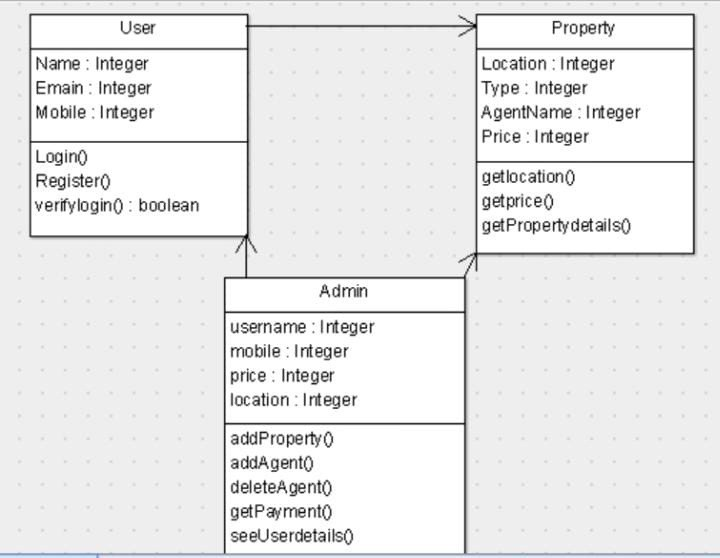 User
Name : Integer
Emain : Integer
Mobile : Integer
Login()
Register()
verifylogin() : boolean
Property
Location : Integer
Type : Integer
AgentName : Integer
Price : Integer
getlocation()
getprice()
getPropertydetails()
Admin
username : Integer
mobile : Integer
price : Integer
location : Integer
addProperty()
addAgent()
deleteAgent()
getPayment()
seeUserdetails()